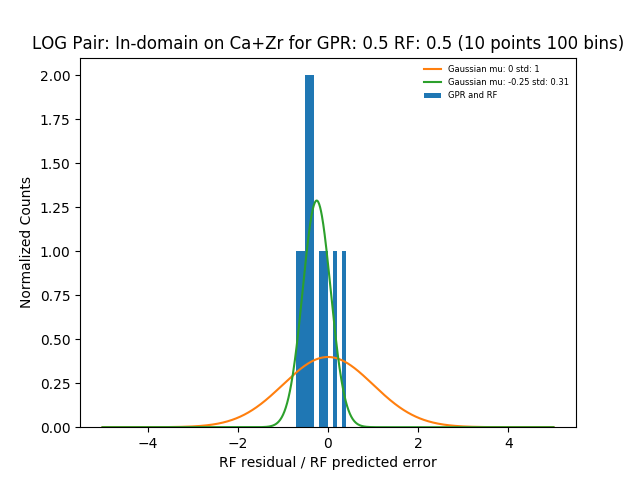 LOG Pair: In-domain on Ca+Zr for GPR: 0.5 RF: 0.5 (10 points 100 bins)
Gaussian mu: 0 std: 1
Gaussian mu: -0.25 std: 0.31
GPR and RF
Normalized Counts
2.00
1.75
1.50
1.25
1.00
0.75
0.50
0.25
0.00
−4
−2
0
2
4
RF residual / RF predicted error